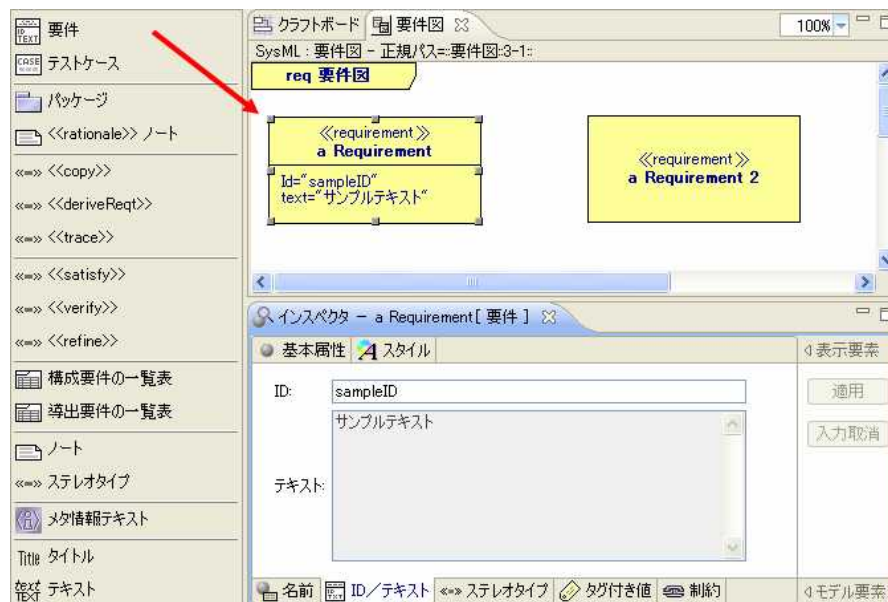 要件
テストケース
パッケージ
<<rationale>> ノート
<<copy>>
<<deriveReqt>>
<<trace>>
<<satisfy>>
<<verify>>
<<refine>>
構成要件の一覧表
導出要件の一覧表
ノート
ステレオタイプ
メタ情報テキスト
Title タイトル
テキスト
クラフトボード 要件図
100%
SysML : 要件図 - 正規パス=::要件図::3-1::
req 要件図
≪requirement≫
a Requirement
Id="sampleID"
text="サンプルテキスト"
≪requirement≫
a Requirement 2
インスペクタ - a Requirement[ 要件 ]
基本属性 スタイル
表示要素
ID: sampleID
適用
テキスト: サンプルテキスト
入力取消
名前 ID/テキスト ステレオタイプ タグ付き値 制約
モデル要素